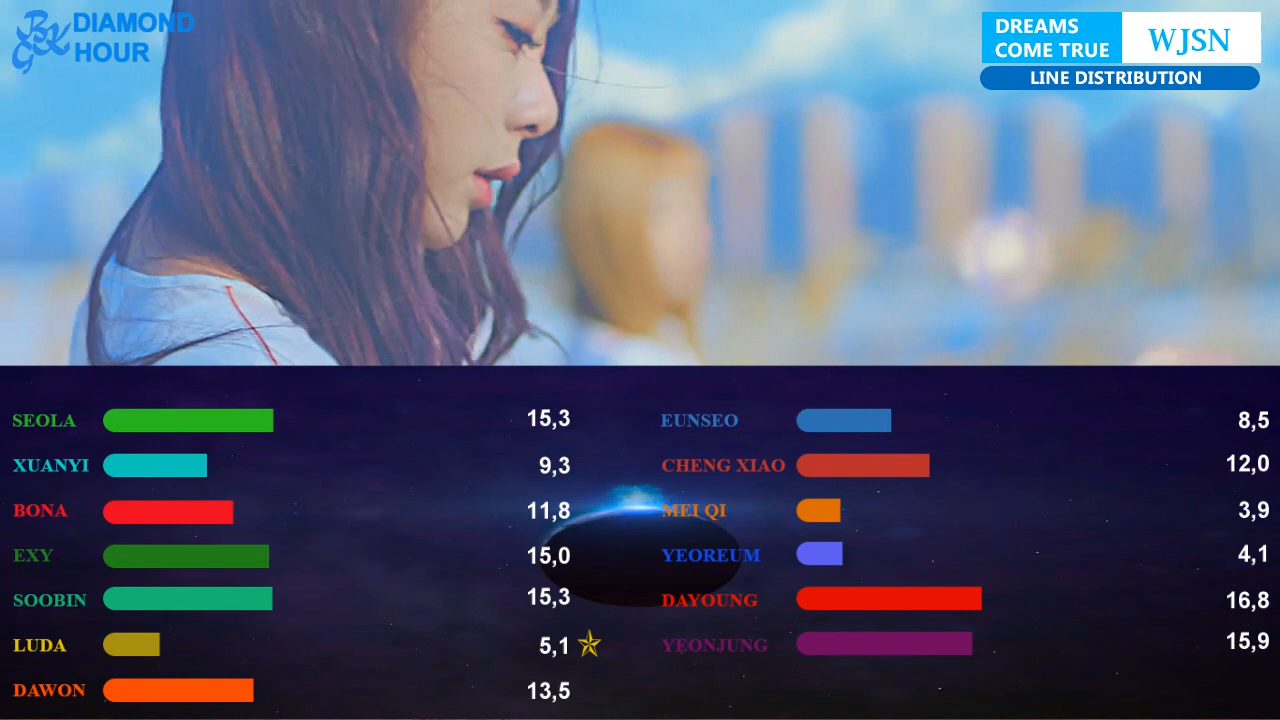 DIAMOND
HOUR
DREAMS
COME TRUE
WJSN
LINE DISTRIBUTION
SEOLA 15,3
XUANYI 9,3
BONA 11,8
EXY 15,0
SOOBIN 15,3
LUDA 5,1
DAWON 13,5
EUNSEO 8,5
CHENG XIAO 12,0
MEI QI 3,9
YEOREUM 4,1
DAYOUNG 16,8
YEONJUNG 15,9